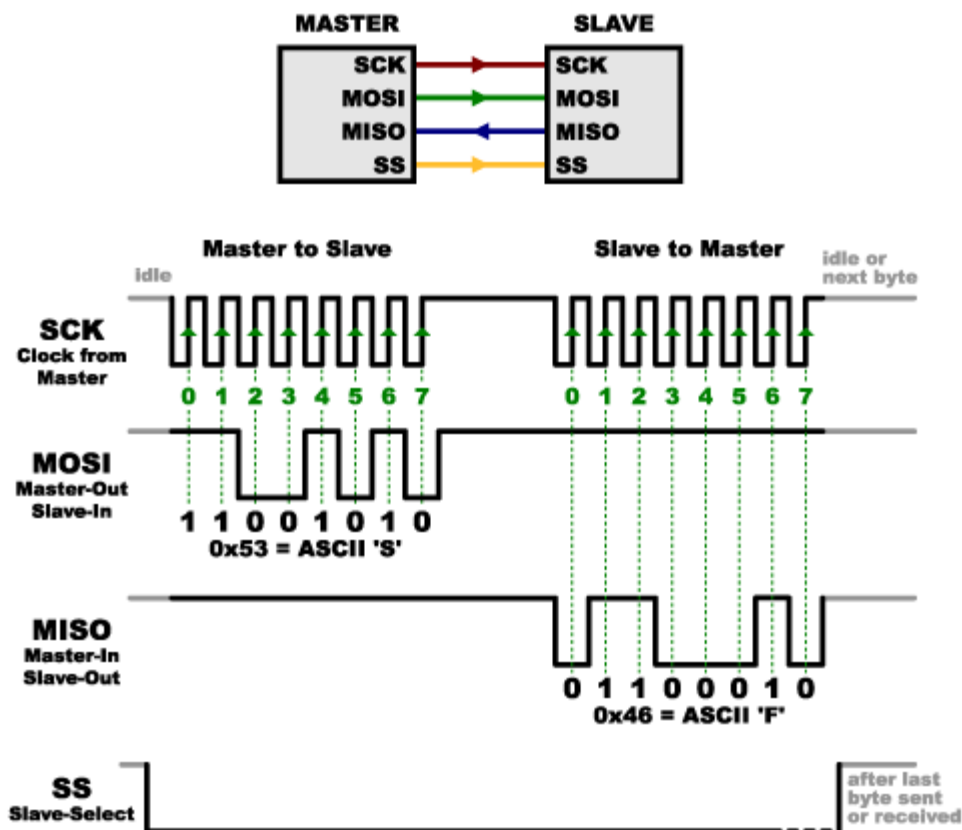 MASTER SLAVE
SCK SCK
MOSI MOSI
MISO MISO
SS SS
Master to Slave Slave to Master
idle
idle or
next byte
SCK
Clock from
Master
0 1 2 3 4 5 6 7 0 1 2 3 4 5 6 7
MOSI
Master-Out
Slave-In
1 1 0 0 1 0 1 0
0x53 = ASCII 'S'
MISO
Master-In
Slave-Out
0 1 1 0 0 0 1 0
0x46 = ASCII 'F'
SS
Slave-Select
after last
byte sent
or received